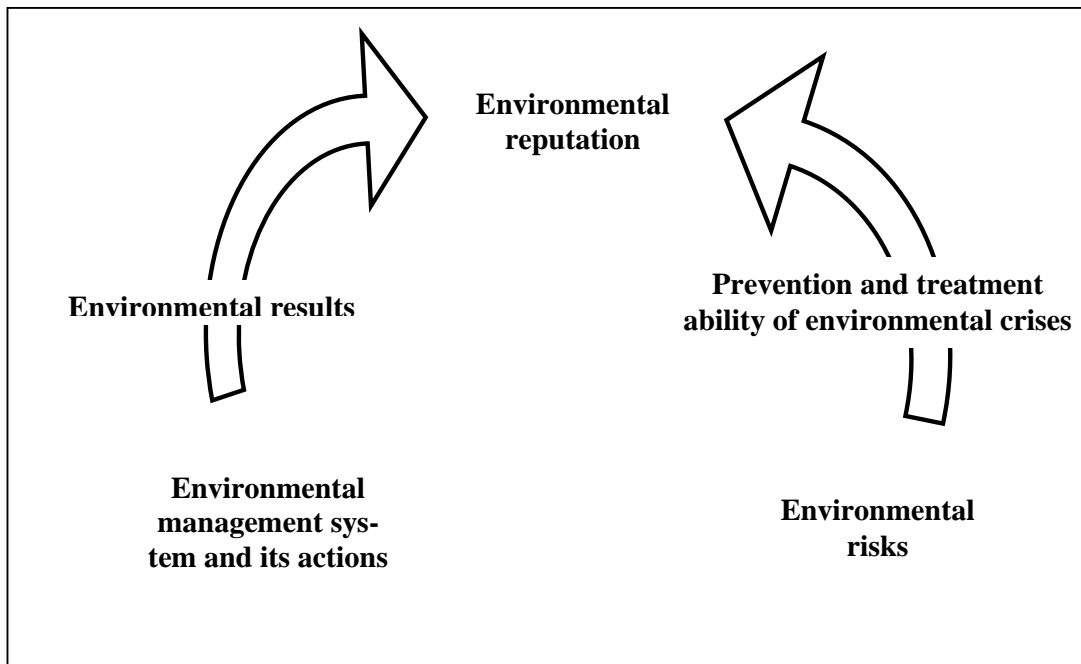 Environmental
reputation
Environmental results
Prevention and treatment
ability of environmental crises
Environmental
management sys-
tem and its actions
Environmental
risks